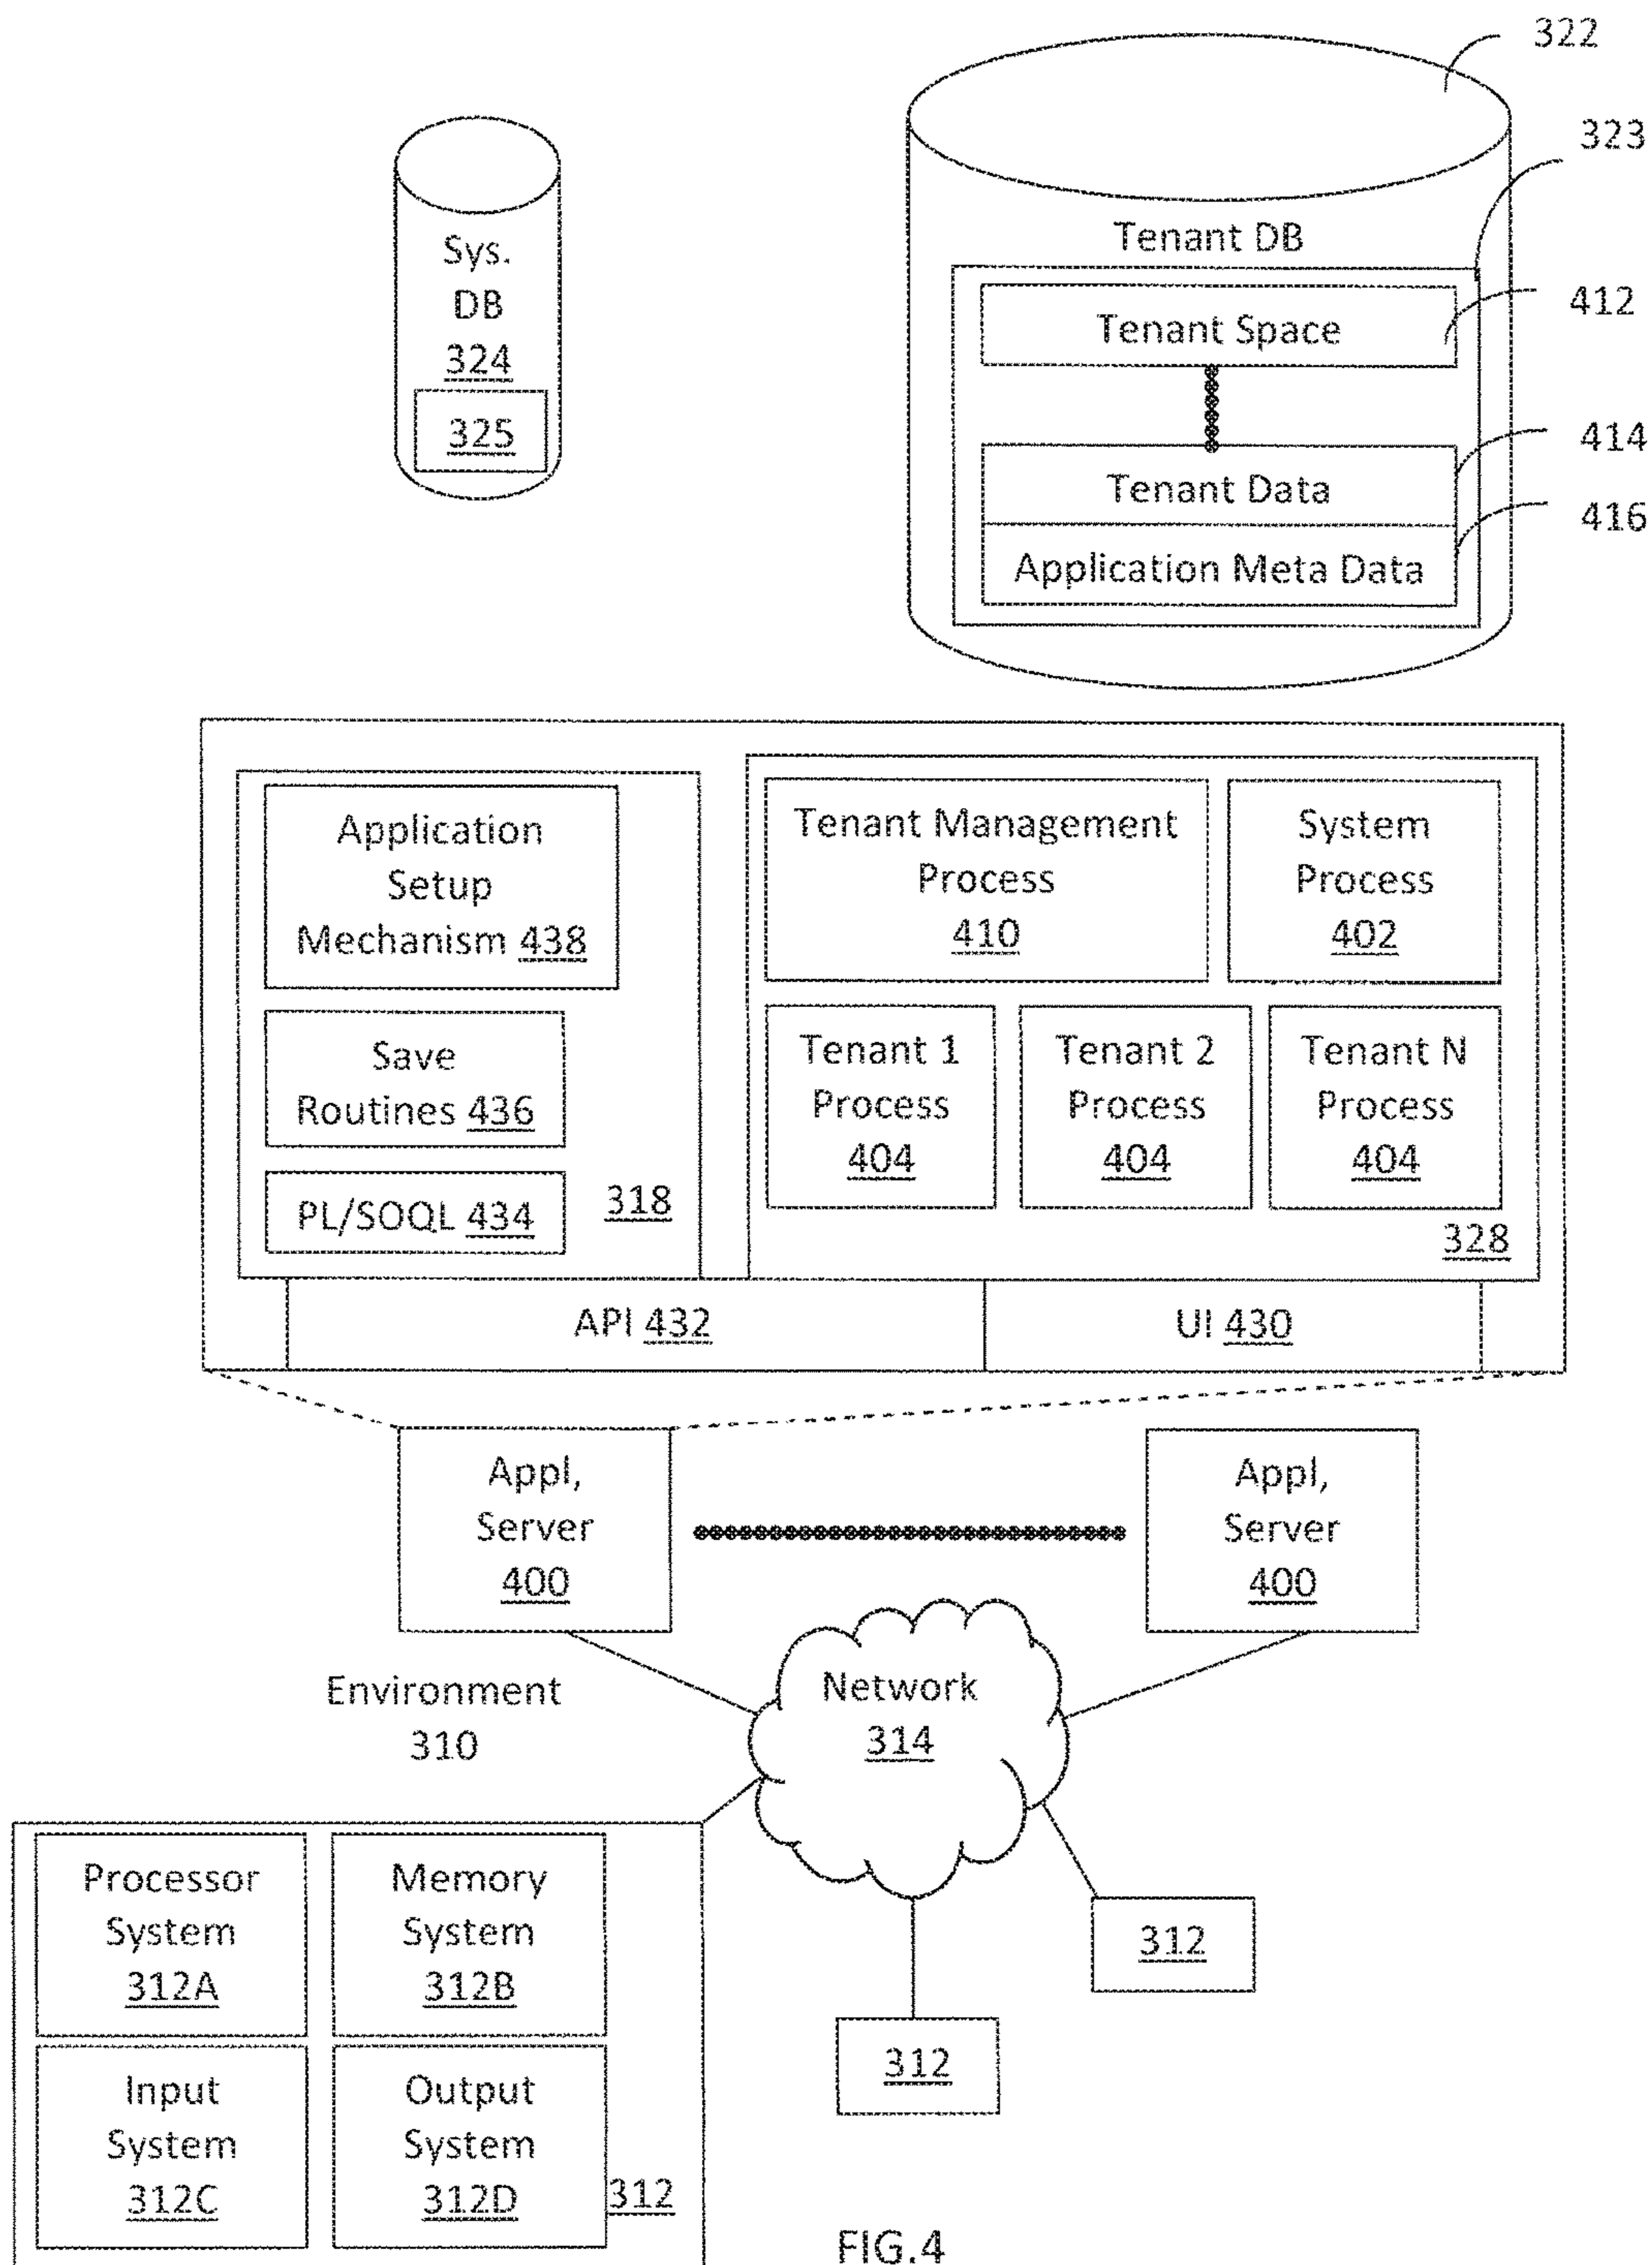 322
323
Tenant DB
Sys.
DB
324
325
Tenant Space
412
414
Tenant Data
416
Application Meta Data
Application
Setup
Mechanism 438
Save
Routines 436
PL/SOQL 434
318
Tenant Management
Process
410
System
Process
402
Tenant 1
Process
404
Tenant 2
Process
404
Tenant N
Process
404
328
API 432
UI 430
Appl,
Server
400
Appl,
Server
400
Environment
310
Network
314
Processor
System
312A
Memory
System
312B
Input
System
312C
Output
System
312D
312
312
312
FIG.4